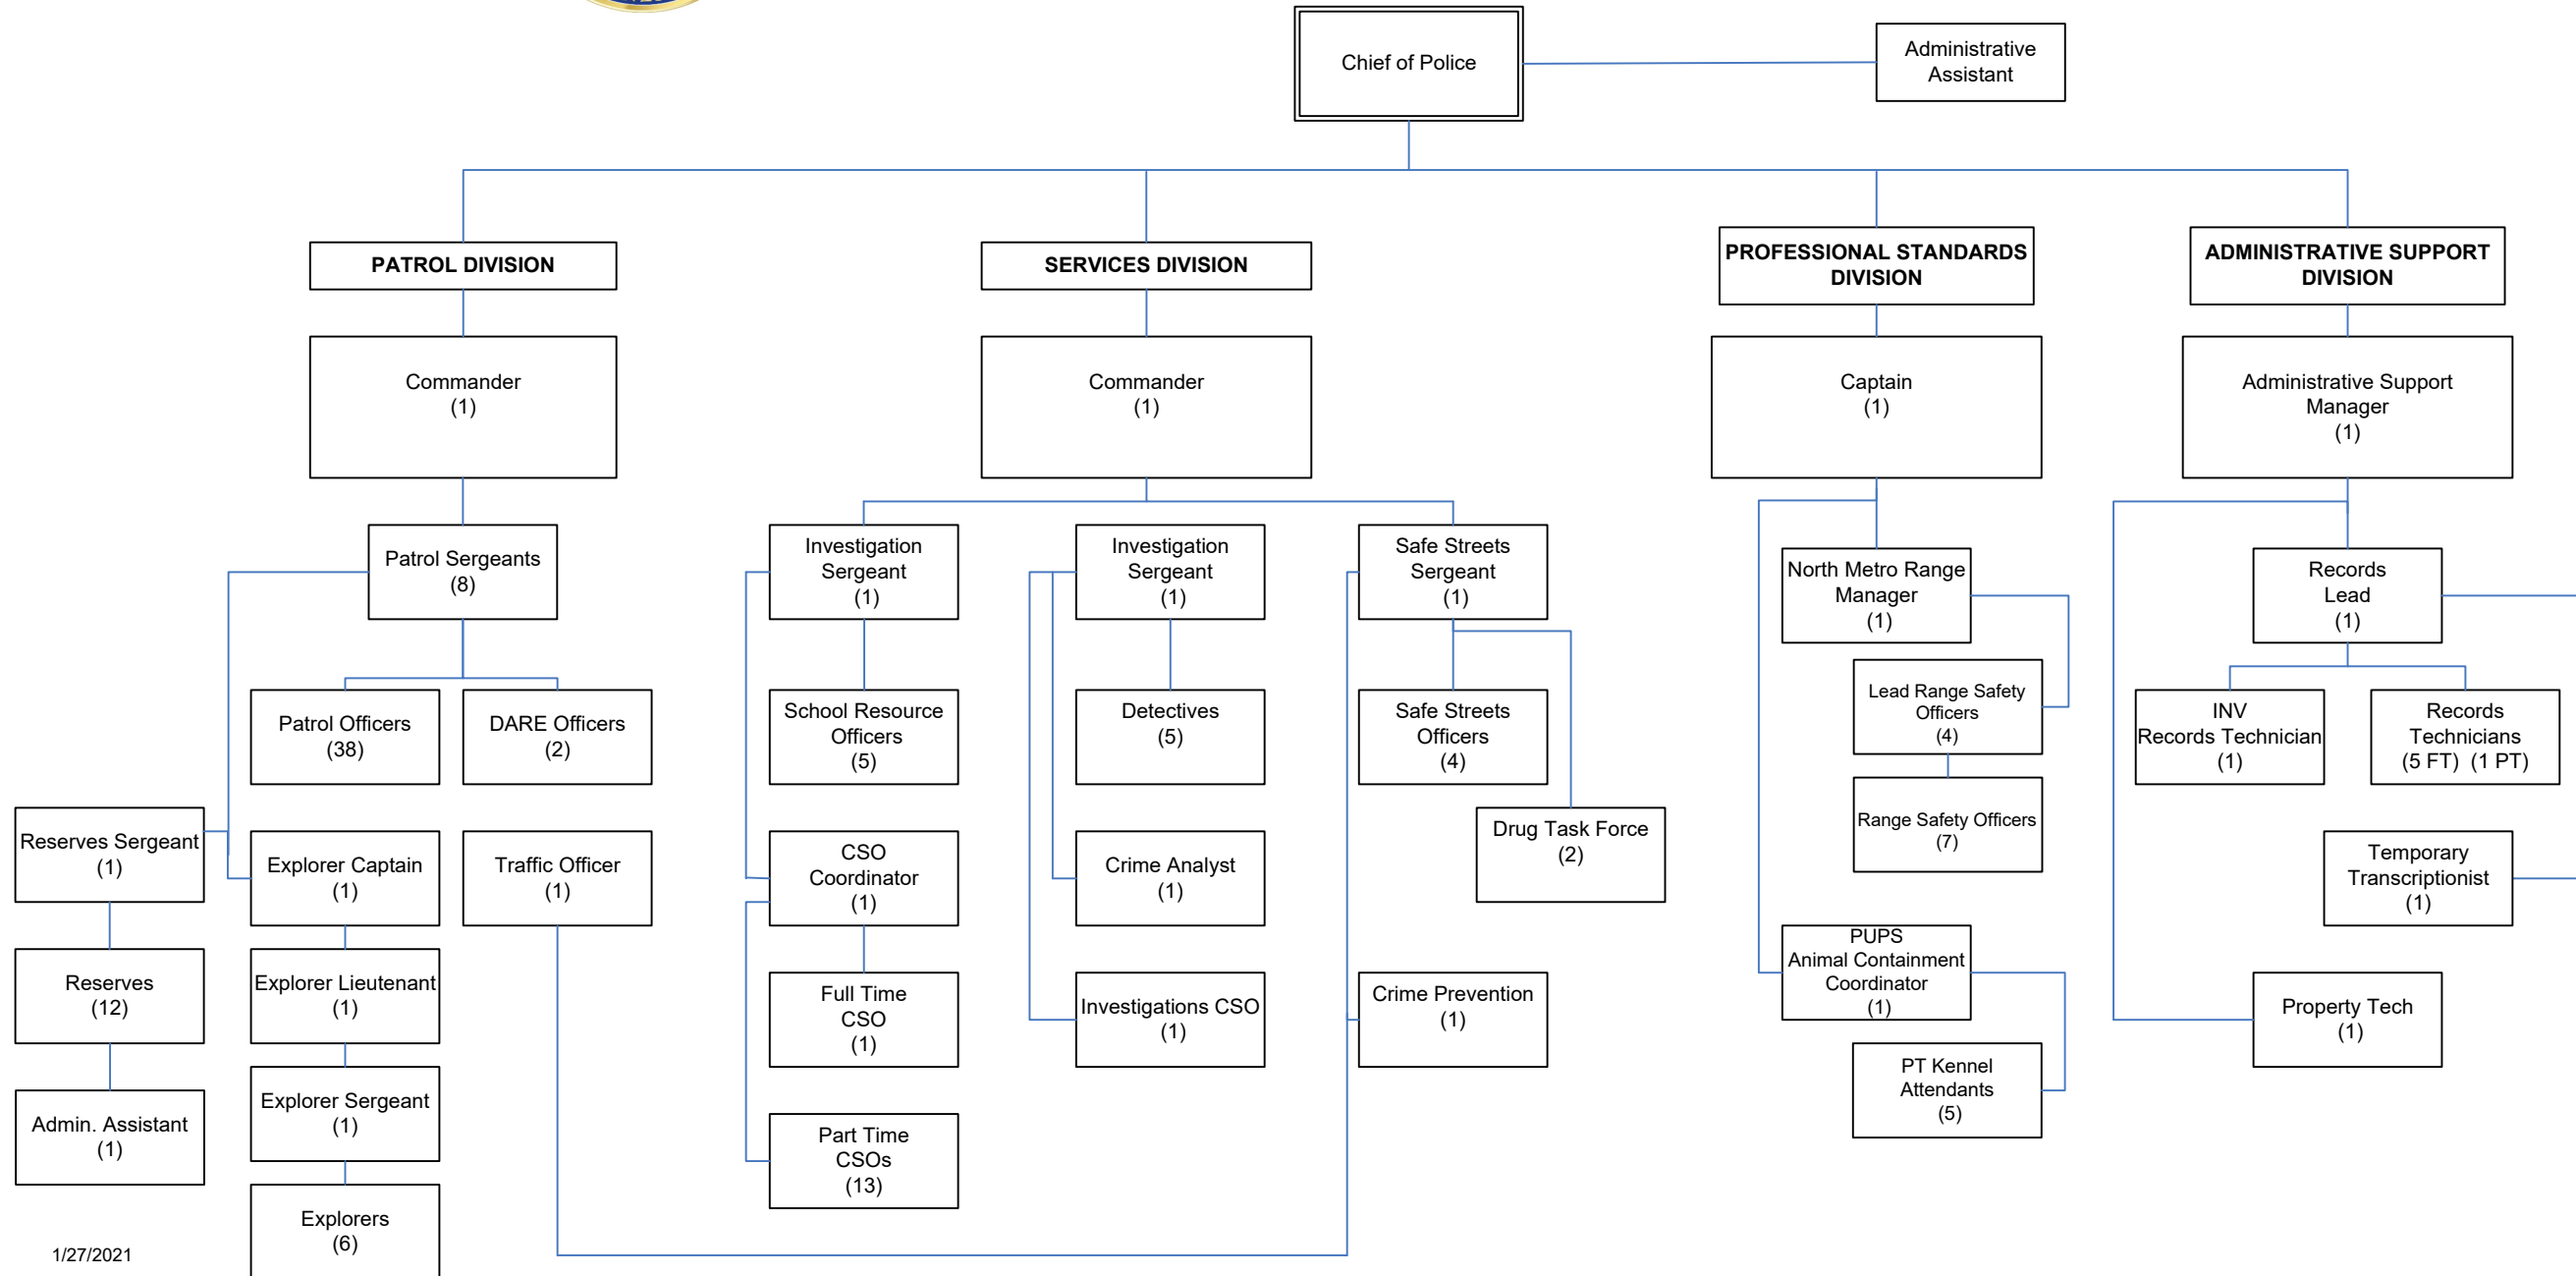 Chief of Police
Administrative
Assistant
PATROL DIVISION
SERVICES DIVISION
PROFESSIONAL STANDARDS
DIVISION
ADMINISTRATIVE SUPPORT
DIVISION
Commander
(1)
Commander
(1)
Captain
(1)
Administrative Support
Manager
(1)
Patrol Sergeants
(8)
Investigation
Sergeant
(1)
Investigation
Sergeant
(1)
Safe Streets
Sergeant
(1)
North Metro Range
Manager
(1)
Records
Lead
(1)
Patrol Officers
(38)
DARE Officers
(2)
School Resource
Officers
(5)
Detectives
(5)
Safe Streets
Officers
(4)
Lead Range Safety
Officers
(4)
INV
Records Technician
(1)
Records
Technicians
(5 FT) (1 PT)
Reserves Sergeant
(1)
Explorer Captain
(1)
Traffic Officer
(1)
CSO
Coordinator
(1)
Crime Analyst
(1)
Drug Task Force
(2)
Range Safety Officers
(7)
Temporary
Transcriptionist
(1)
Reserves
(12)
Explorer Lieutenant
(1)
Full Time
CSO
(1)
Investigations CSO
(1)
Crime Prevention
(1)
PUPS
Animal Containment
Coordinator
(1)
Property Tech
(1)
Admin. Assistant
(1)
Explorer Sergeant
(1)
Part Time
CSOs
(13)
PT Kennel
Attendants
(5)
Explorers
(6)
1/27/2021